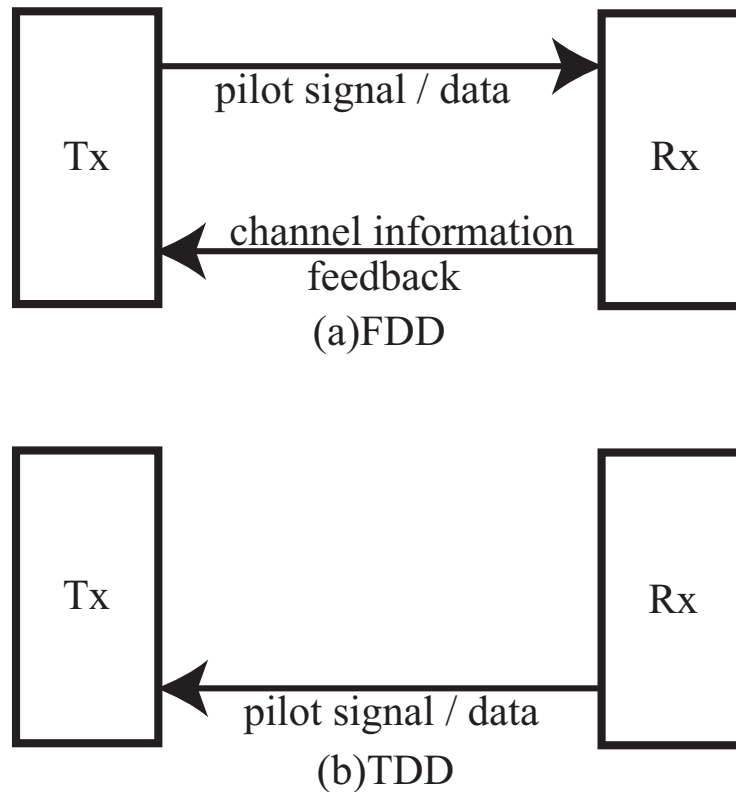 pilot signal / data
Tx
Rx
channel information
feedback
(a)FDD
Tx
Rx
pilot signal / data
(b)TDD